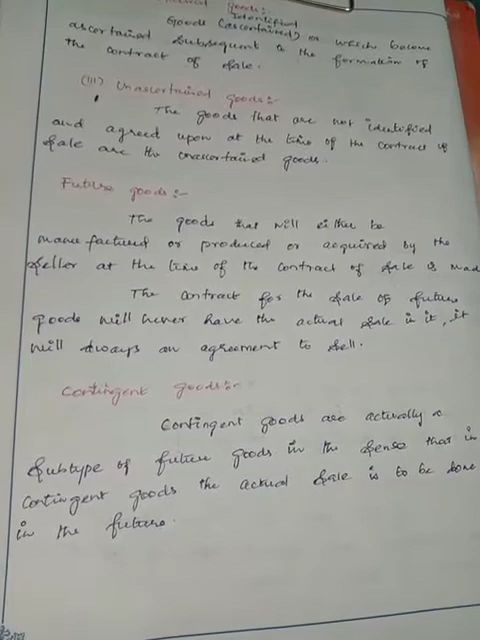 goods:-
Goods Identified (ascertained) or which become
ascertained subsequent to the formation of
the contract of sale.
(III) Unascertained goods:-
The goods that are not identified
and agreed upon at the time of the contract of
sale are the unascertained goods.
Future goods:-
The goods that will either be
manufactured or produced or acquired by the
seller at the time of the contract of sale is mad
The contract for the sale of future
goods will never have the actual sale in it, it
will always an agreement to sell.
Contingent goods:-
Contingent goods are actually a
subtype of future goods in the sense that in
contingent goods the actual sale is to be done
in the future.